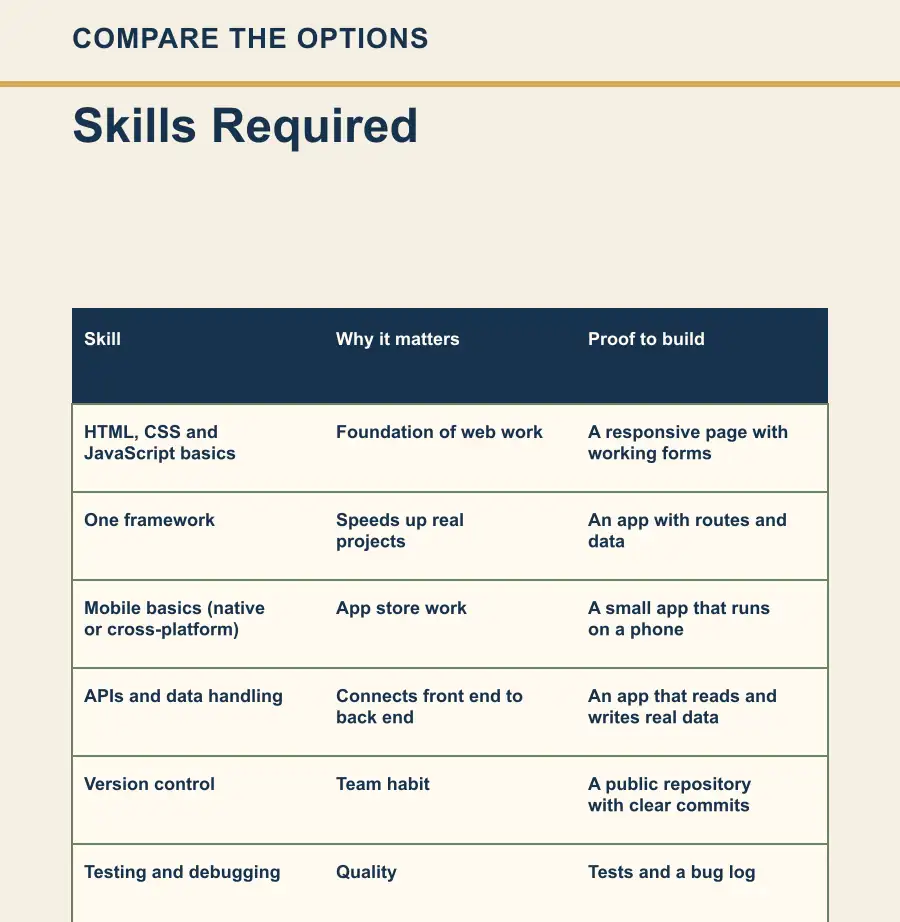 COMPARE THE OPTIONS
Skills Required
Skill
Why it matters
Proof to build
HTML, CSS and
JavaScript basics
Foundation of web work
A responsive page with
working forms
One framework
Speeds up real
projects
An app with routes and
data
Mobile basics (native
or cross-platform)
App store work
A small app that runs
on a phone
APIs and data handling
Connects front end to
back end
An app that reads and
writes real data
Version control
Team habit
A public repository
with clear commits
Testing and debugging
Quality
Tests and a bug log